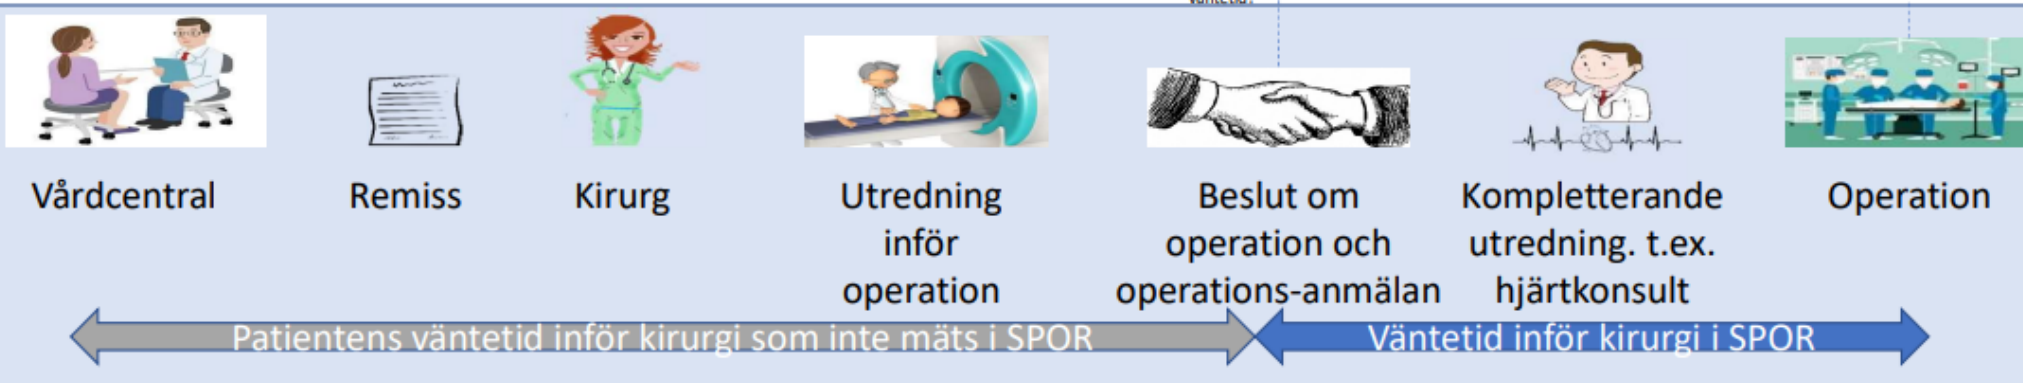 väntetid?
Vårdcentral
Remiss
Kirurg
Utredning
inför
operation
Beslut om
operation och
operations-anmälan
Kompletterande
utredning. t.ex.
hjärtkonsult
Operation
Patientens väntetid inför kirurgi som inte mäts i SPOR
Väntetid inför kirurgi i SPOR